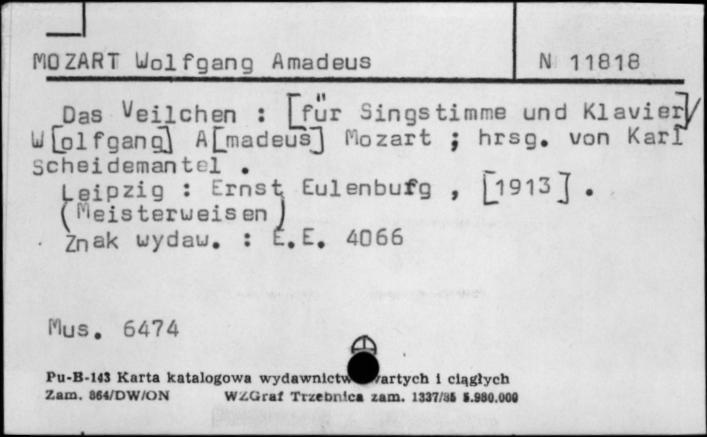 MOZART Wolfgang Amadeus
N 11818
Das Veilchen : [für Singstimme und Klavier]/
W[olfgang] A[madeus] Mozart ; hrsg. von Karl
Scheidemantel .
Leipzig : Ernst Eulenburg , [1913] .
(Meisterweisen)
Znak wydaw. : E.E. 4066
Mus. 6474
Pu-B-143 Karta katalogowa wydawnictw zwartych i ciągłych
Zam. 864/DW/ON WZGraf Trzebnica zam. 1337/85 5.980.000